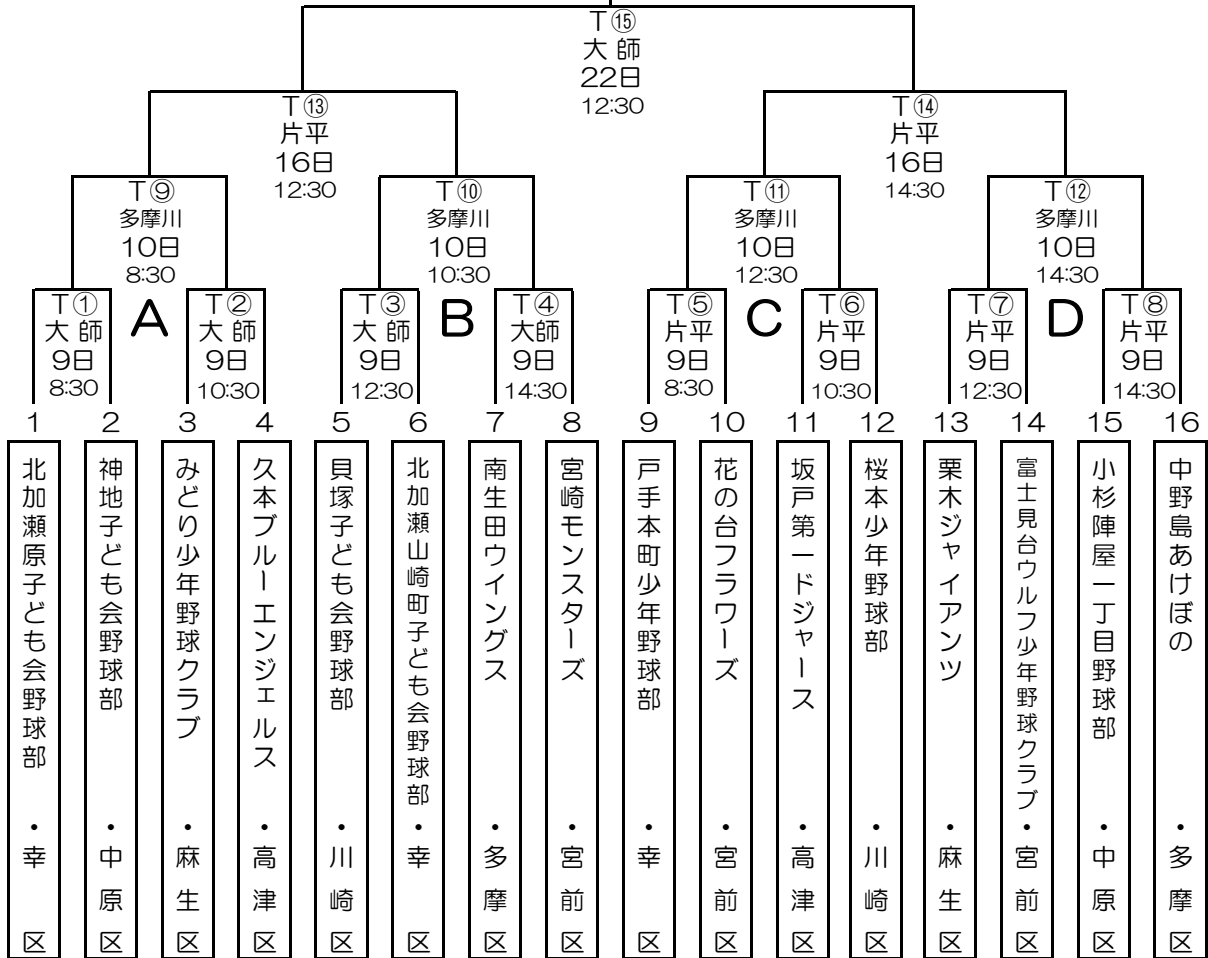 T⑮
大師
22日
12:30
T⑬
片平
16日
12:30
T⑭
片平
16日
14:30
T⑨
多摩川
10日
8:30
T⑩
多摩川
10日
10:30
T⑪
多摩川
10日
12:30
T⑫
多摩川
10日
14:30
T①
大師
9日
8:30
A
T②
大師
9日
10:30
T③
大師
9日
12:30
B
T④
大師
9日
14:30
T⑤
片平
9日
8:30
C
T⑥
片平
9日
10:30
T⑦
片平
9日
12:30
D
T⑧
片平
9日
14:30
1
北加瀬原子ども会野球部・幸区
2
神地子ども会野球部・中原区
3
みどり少年野球クラブ・麻生区
4
久本ブルーエンジェルス・高津区
5
貝塚子ども会野球部・川崎区
6
北加瀬山崎町子ども会野球部・幸区
7
南生田ウイングス・多摩区
8
宮崎モンスターズ・宮前区
9
戸手本町少年野球部・幸区
10
花の台フラワーズ・宮前区
11
坂戸第一ドジャース・高津区
12
桜本少年野球部・川崎区
13
栗木ジャイアンツ・麻生区
14
富士見台ウルフ少年野球クラブ・宮前区
15
小杉陣屋一丁目野球部・中原区
16
中野島あけぼの・多摩区